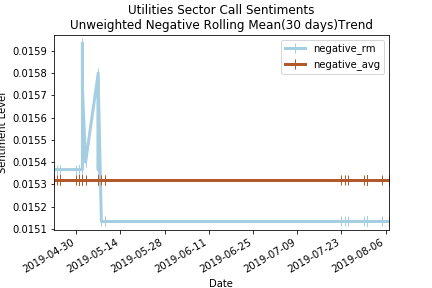 Utilities Sector Call Sentiments
Unweighted Negative Rolling Mean(30 days)Trend
negative_rm
negative_avg
Sentiment Level
0.0159
0.0158
0.0157
0.0156
0.0155
0.0154
0.0153
0.0152
0.0151
2019-04-30
2019-05-14
2019-05-28
2019-06-11
2019-06-25
2019-07-09
2019-07-23
2019-08-06
Date